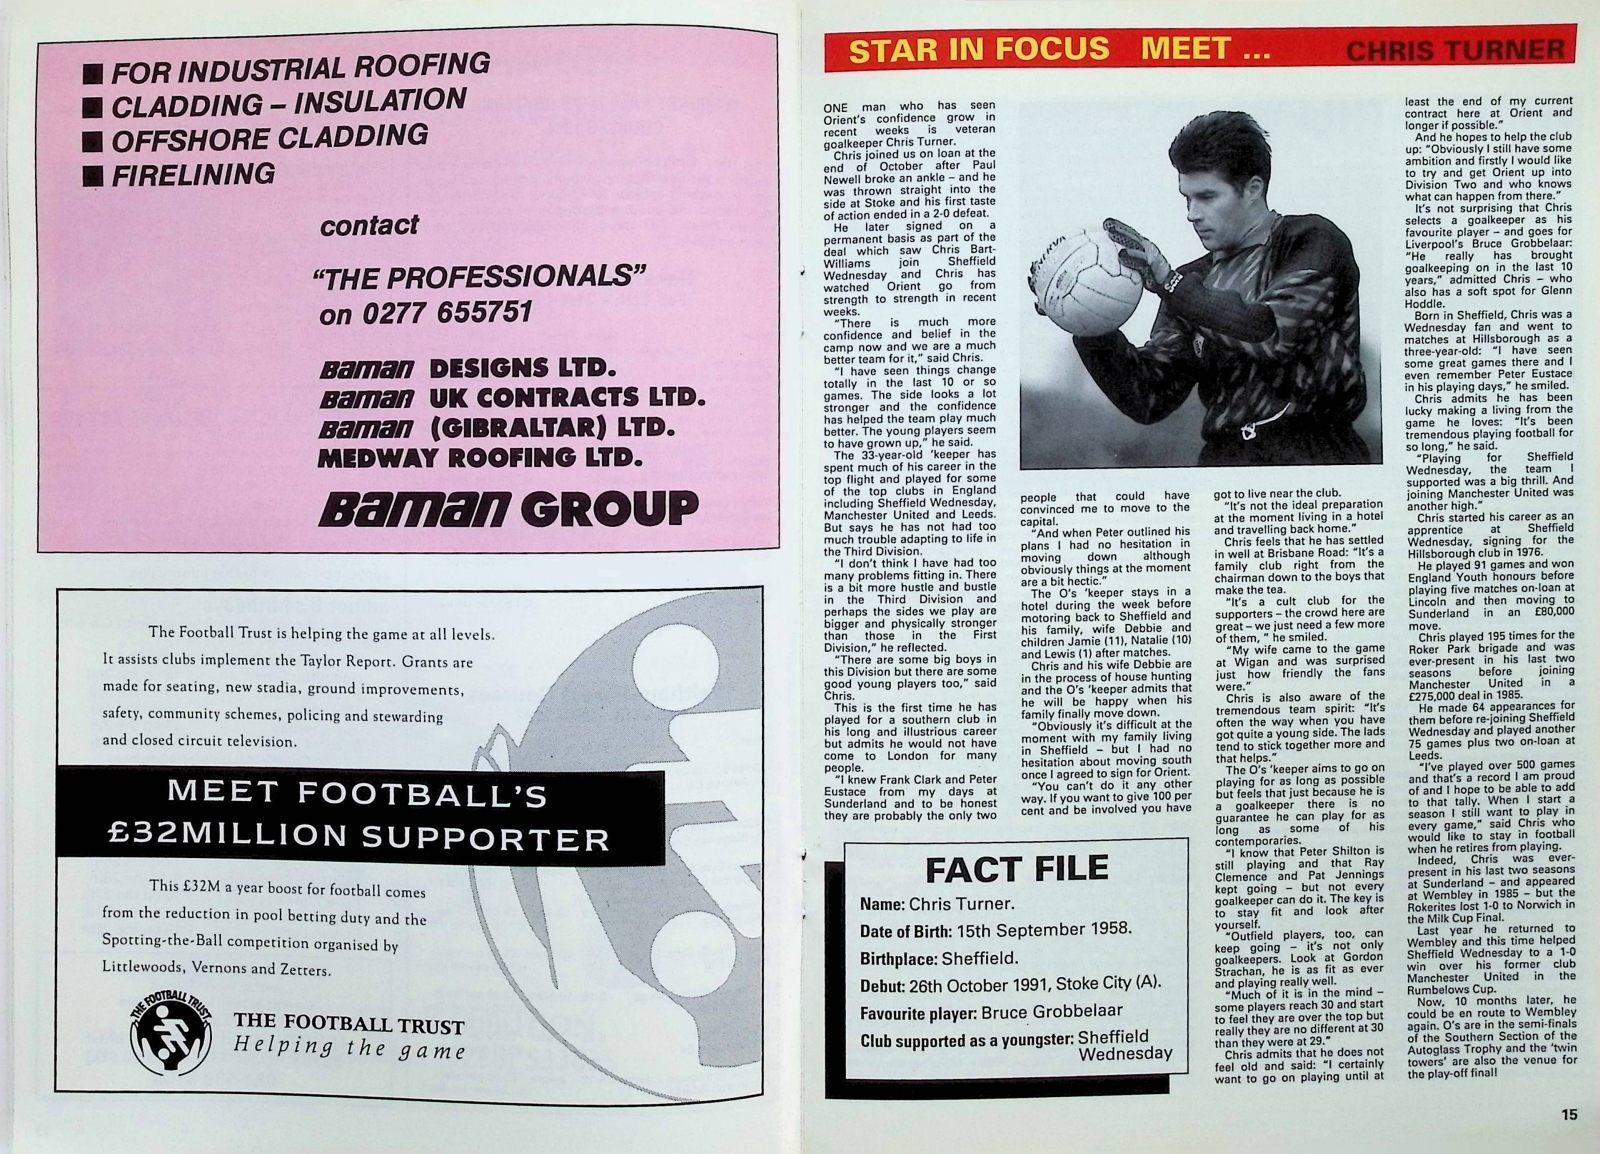 ■ FOR INDUSTRIAL ROOFING
■ CLADDING – INSULATION
■ OFFSHORE CLADDING
■ FIRELINING
contact
"THE PROFESSIONALS"
on 0277 655751
Baman DESIGNS LTD.
Baman UK CONTRACTS LTD.
Baman (GIBRALTAR) LTD.
MEDWAY ROOFING LTD.
Baman GROUP
The Football Trust is helping the game at all levels.
It assists clubs implement the Taylor Report. Grants are
made for seating, new stadia, ground improvements,
safety, community schemes, policing and stewarding
and closed circuit television.
MEET FOOTBALL'S
£32MILLION SUPPORTER
This £32M a year boost for football comes
from the reduction in pool betting duty and the
Spotting-the-Ball competition organised by
Littlewoods, Vernons and Zetters.
THE FOOTBALL TRUST
THE FOOTBALL TRUST
Helping the game
STAR IN FOCUS MEET ... CHRIS TURNER
ONE man who has seen
Orient's confidence grow in
recent weeks is veteran
goalkeeper Chris Turner.
Chris joined us on loan at the
end of October after Paul
Newell broke an ankle – and he
was thrown straight into the
side at Stoke and his first taste
of action ended in a 2-0 defeat.
He later signed on a
permanent basis as part of the
deal which saw Chris Bart-
Williams join Sheffield
Wednesday and Chris has
watched Orient go from
strength to strength in recent
weeks.
"There is much more
confidence and belief in the
camp now and we are a much
better team for it," said Chris.
"I have seen things change
totally in the last 10 or so
games. The side looks a lot
stronger and the confidence
has helped the team play much
better. The young players seem
to have grown up," he said.
The 33-year-old 'keeper has
spent much of his career in the
top flight and played for some
of the top clubs in England
including Sheffield Wednesday,
Manchester United and Leeds.
But says he has not had too
much trouble adapting to life in
the Third Division.
"I don't think I have had too
many problems fitting in. There
is a bit more hustle and bustle
in the Third Division and
perhaps the sides we play are
bigger and physically stronger
than those in the First
Division," he reflected.
"There are some big boys in
this Division but there are some
good young players too," said
Chris.
This is the first time he has
played for a southern club in
his long and illustrious career
but admits he would not have
come to London for many
people.
"I knew Frank Clark and Peter
Eustace from my days at
Sunderland and to be honest
they are probably the only two
people that could have
convinced me to move to the
capital.
"And when Peter outlined his
plans I had no hesitation in
moving down although
obviously things at the moment
are a bit hectic."
The O's 'keeper stays in a
hotel during the week before
motoring back to Sheffield and
his family, wife Debbie and
children Jamie (11), Natalie (10)
and Lewis (1) after matches.
Chris and his wife Debbie are
in the process of house hunting
and the O's 'keeper admits that
he will be happy when his
family finally move down.
"Obviously it's difficult at the
moment with my family living
in Sheffield – but I had no
hesitation about moving south
once I agreed to sign for Orient.
"You can't do it any other
way. If you want to give 100 per
cent and be involved you have
got to live near the club.
"It's not the ideal preparation
at the moment living in a hotel
and travelling back home."
Chris feels that he has settled
in well at Brisbane Road: "It's a
family club right from the
chairman down to the boys that
make the tea.
"It's a cult club for the
supporters – the crowd here are
great – we just need a few more
of them, " he smiled.
"My wife came to the game
at Wigan and was surprised
just how friendly the fans
were."
Chris is also aware of the
tremendous team spirit: "It's
often the way when you have
got quite a young side. The lads
tend to stick together more and
that helps."
The O's 'keeper aims to go on
playing for as long as possible
but feels that just because he is
a goalkeeper there is no
guarantee he can play for as
long as some of his
contemporaries.
"I know that Peter Shilton is
still playing and that Ray
Clemence and Pat Jennings
kept going – but not every
goalkeeper can do it. The key is
to stay fit and look after
yourself.
"Outfield players, too, can
keep going – it's not only
goalkeepers. Look at Gordon
Strachan, he is as fit as ever
and playing really well.
"Much of it is in the mind –
some players reach 30 and start
to feel they are over the top but
really they are no different at 30
than they were at 29."
Chris admits that he does not
feel old and said: "I certainly
want to go on playing until at
least the end of my current
contract here at Orient and
longer if possible."
And he hopes to help the club
up: "Obviously I still have some
ambition and firstly I would like
to try and get Orient up into
Division Two and who knows
what can happen from there."
It's not surprising that Chris
selects a goalkeeper as his
favourite player – and goes for
Liverpool's Bruce Grobbelaar:
"He really has brought
goalkeeping on in the last 10
years," admitted Chris – who
also has a soft spot for Glenn
Hoddle.
Born in Sheffield, Chris was a
Wednesday fan and went to
matches at Hillsborough as a
three-year-old: "I have seen
some great games there and I
even remember Peter Eustace
in his playing days," he smiled.
Chris admits he has been
lucky making a living from the
game he loves: "It's been
tremendous playing football for
so long," he said.
"Playing for Sheffield
Wednesday, the team I
supported was a big thrill. And
joining Manchester United was
another high."
Chris started his career as an
apprentice at Sheffield
Wednesday, signing for the
Hillsborough club in 1976.
He played 91 games and won
England Youth honours before
playing five matches on-loan at
Lincoln and then moving to
Sunderland in an £80,000
move.
Chris played 195 times for the
Roker Park brigade and was
ever-present in his last two
seasons before joining
Manchester United in a
£275,000 deal in 1985.
He made 64 appearances for
them before re-joining Sheffield
Wednesday and played another
75 games plus two on-loan at
Leeds.
"I've played over 500 games
and that's a record I am proud
of and I hope to be able to add
to that tally. When I start a
season I still want to play in
every game," said Chris who
would like to stay in football
when he retires from playing.
Indeed, Chris was ever-
present in his last two seasons
at Sunderland – and appeared
at Wembley in 1985 – but the
Rokerites lost 1-0 to Norwich in
the Milk Cup Final.
Last year he returned to
Wembley and this time helped
Sheffield Wednesday to a 1-0
win over his former club
Manchester United in the
Rumbelows Cup.
Now, 10 months later, he
could be en route to Wembley
again. O's are in the semi-finals
of the Southern Section of the
Autoglass Trophy and the 'twin
towers' are also the venue for
the play-off final!
FACT FILE
Name: Chris Turner.
Date of Birth: 15th September 1958.
Birthplace: Sheffield.
Debut: 26th October 1991, Stoke City (A).
Favourite player: Bruce Grobbelaar
Club supported as a youngster: Sheffield
Wednesday
15